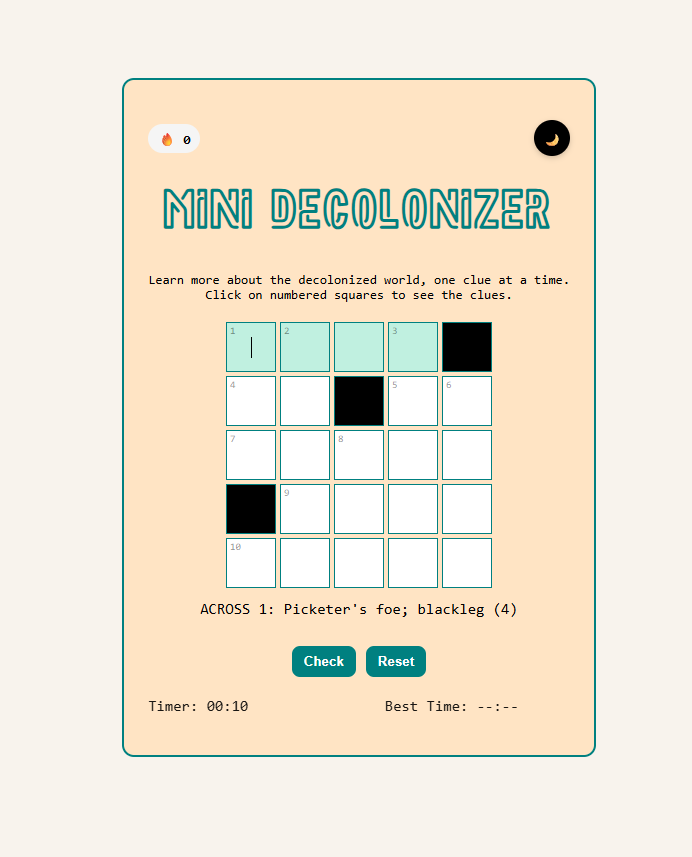 🔥 0
MiNi DECOLONiZER
Learn more about the decolonized world, one clue at a time.
Click on numbered squares to see the clues.
1 2 3
4 5 6
7 8
9
10
ACROSS 1: Picketer's foe; blackleg (4)
Check Reset
Timer: 00:10 Best Time: --:--